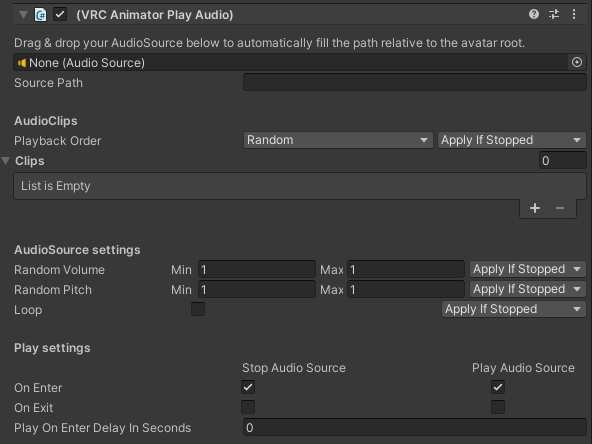 (VRC Animator Play Audio)
Drag & drop your AudioSource below to automatically fill the path relative to the avatar root.
None (Audio Source)
Source Path
AudioClips
Playback Order Random Apply If Stopped
Clips 0
List is Empty
+ −
AudioSource settings
Random Volume Min 1 Max 1 Apply If Stopped
Random Pitch Min 1 Max 1 Apply If Stopped
Loop Apply If Stopped
Play settings
Stop Audio Source Play Audio Source
On Enter
On Exit
Play On Enter Delay In Seconds 0